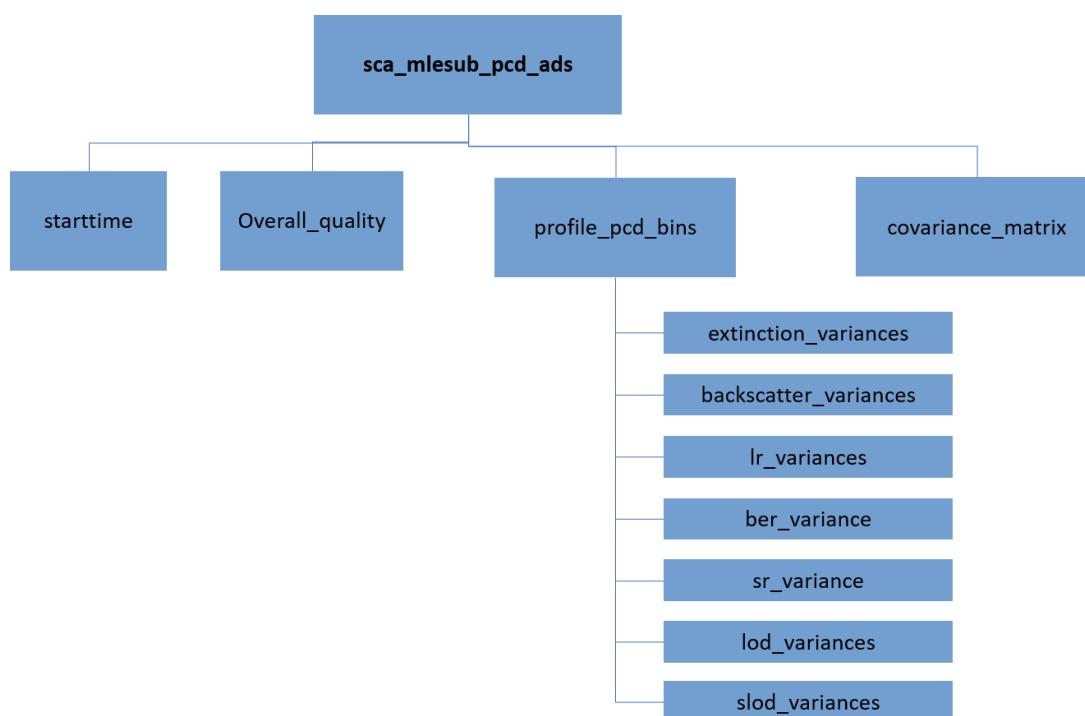 sca_mlesub_pcd_ads
starttime
Overall_quality
profile_pcd_bins
covariance_matrix
extinction_variances
backscatter_variances
lr_variances
ber_variance
sr_variance
lod_variances
slod_variances